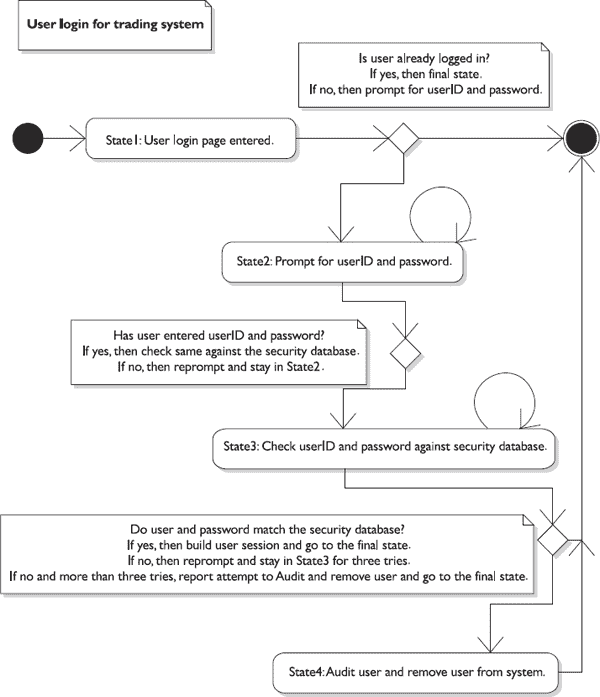 User login for trading system
Is user already logged in?
If yes, then final state.
If no, then prompt for userID and password.
State1: User login page entered.
State2: Prompt for userID and password.
Has user entered userID and password?
If yes, then check same against the security database.
If no, then reprompt and stay in State2.
State3: Check userID and password against security database.
Do user and password match the security database?
If yes, then build user session and go to the final state.
If no, then reprompt and stay in State3 for three tries.
If no and more than three tries, report attempt to Audit and remove user and go to the final state.
State4: Audit user and remove user from system.